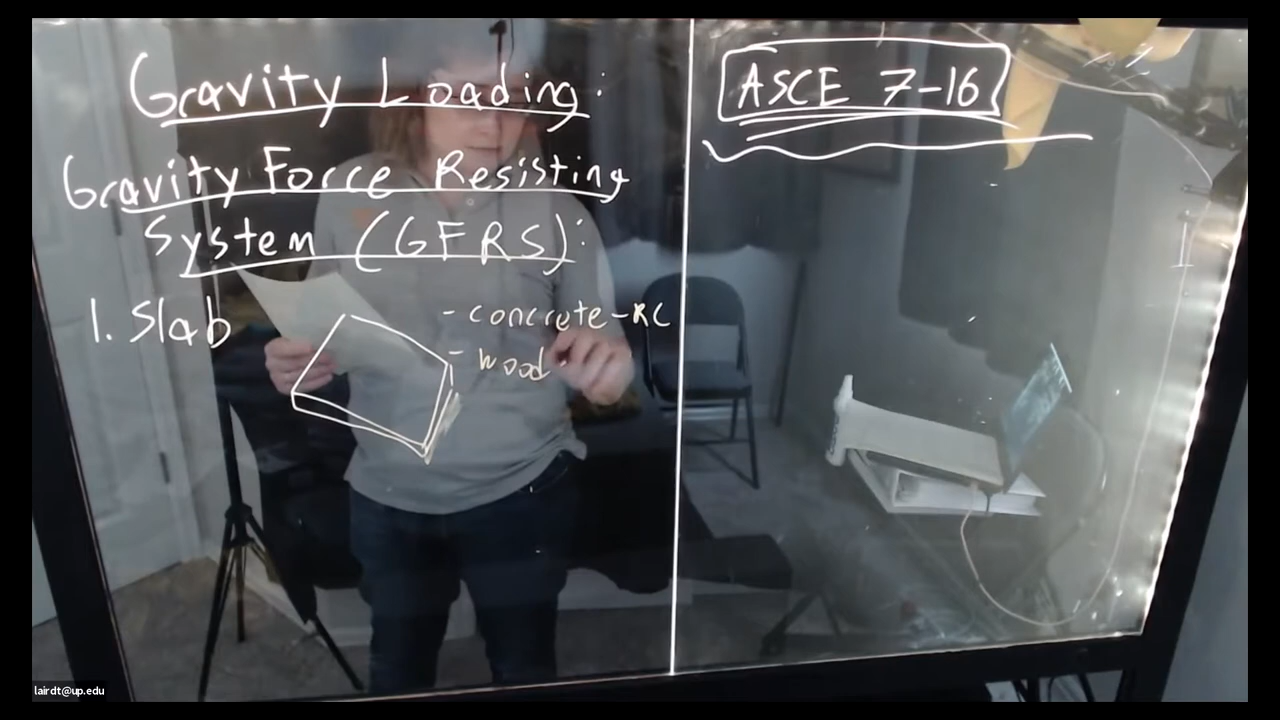 Gravity Loading:
Gravity Force Resisting
System (GFRS):
1. Slab
- concrete-RC
- wood
ASCE 7-16
lairdt@up.edu